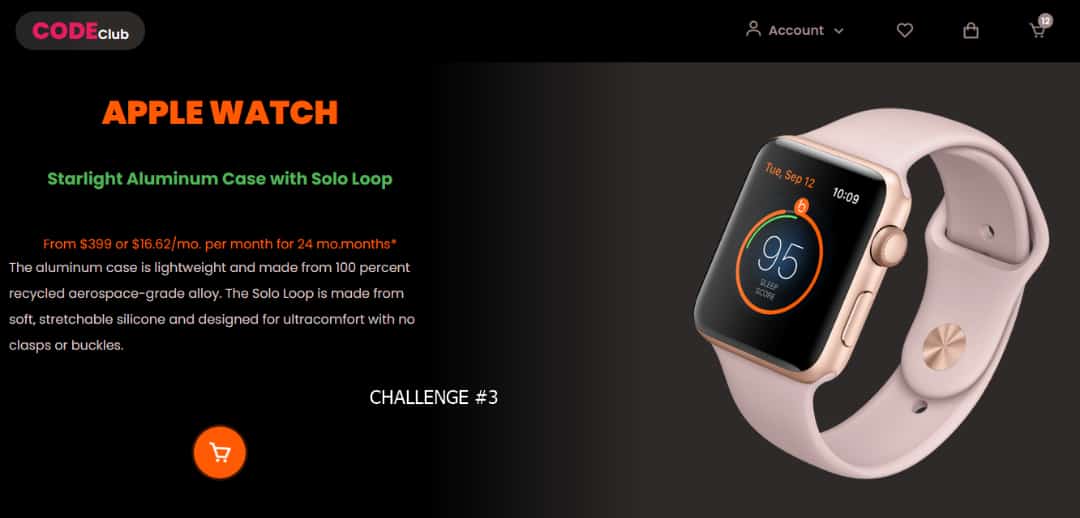 CODEClub
Account
12
APPLE WATCH
Starlight Aluminum Case with Solo Loop
From $399 or $16.62/mo. per month for 24 mo.months*
The aluminum case is lightweight and made from 100 percent
recycled aerospace-grade alloy. The Solo Loop is made from
soft, stretchable silicone and designed for ultracomfort with no
clasps or buckles.
CHALLENGE #3
Tue, Sep 12
10:09
95
SLEEP
SCORE